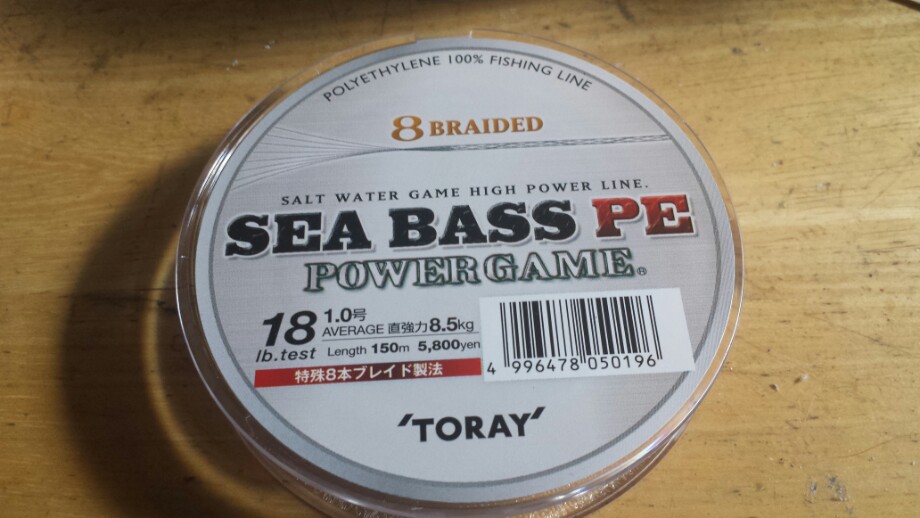 POLYETHYLENE 100% FISHING LINE
8 BRAIDED
SALT WATER GAME HIGH POWER LINE.
SEA BASS PE
POWERGAME®
18 lb.test
1.0号
AVERAGE 直強力8.5kg
Length 150m 5,800yen
特殊8本ブレイド製法
4 996478 050196
'TORAY'